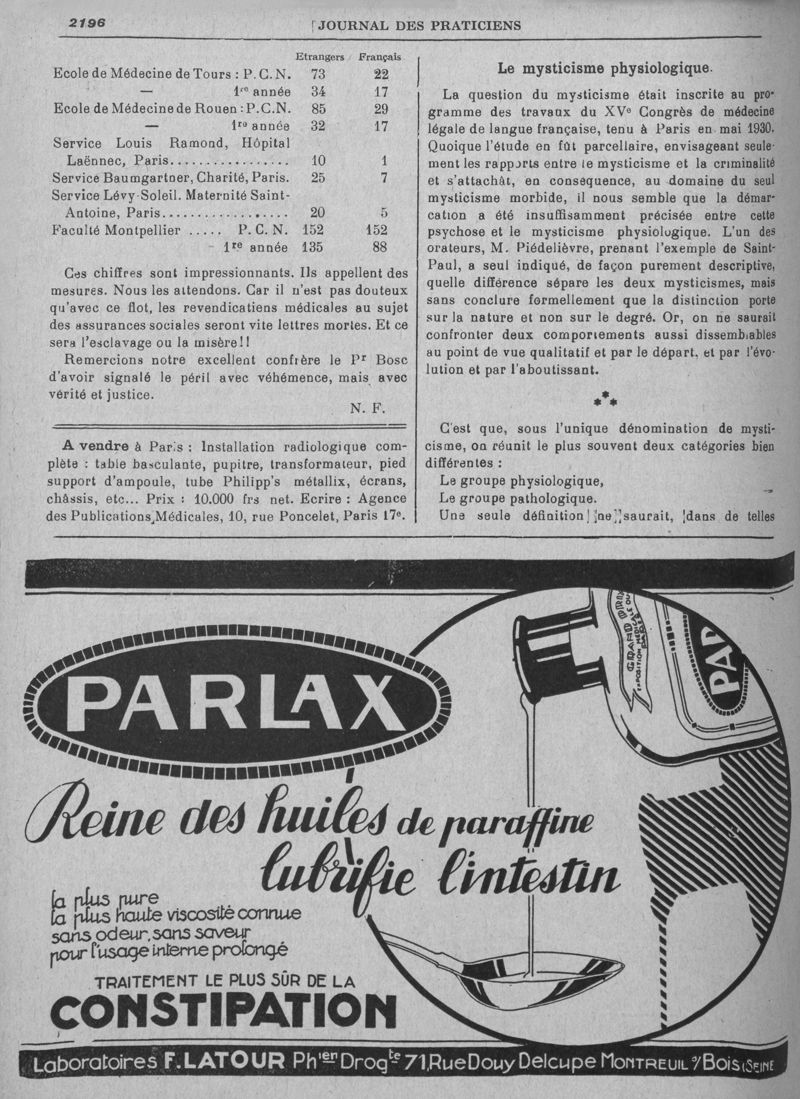 2196
JOURNAL DES PRATICIENS
Etrangers Français
Ecole de Médecine de Tours : P. C. N. 73 22
— 1re année 34 17
Ecole de Médecine de Rouen : P.C.N. 85 29
— 1re année 32 17
Service Louis Ramond, Hôpital
Laënnec, Paris................. 10 1
Service Baumgartner, Charité, Paris. 25 7
Service Lévy-Soleil. Maternité Saint-
Antoine, Paris.................. 20 5
Faculté Montpellier ..... P. C. N. 152 152
- 1re année 135 88
Ces chiffres sont impressionnants. Ils appellent des
mesures. Nous les attendons. Car il n'est pas douteux
qu'avec ce flot, les revendications médicales au sujet
des assurances sociales seront vite lettres mortes. Et ce
sera l'esclavage ou la misère!!
Remercions notre excellent confrère le Pr Bosc
d'avoir signalé le péril avec véhémence, mais avec
vérité et justice.
N. F.
A vendre à Paris : Installation radiologique com-
plète : table basculante, pupitre, transformateur, pied
support d'ampoule, tube Philipp's métallix, écrans,
châssis, etc... Prix : 10.000 frs net. Ecrire : Agence
des Publications Médicales, 10, rue Poncelet, Paris 17e.
Le mysticisme physiologique.
La question du mysticisme était inscrite au pro-
gramme des travaux du XVe Congrès de médecine
légale de langue française, tenu à Paris en mai 1930.
Quoique l'étude en fût parcellaire, envisageant seule-
ment les rapports entre le mysticisme et la criminalité
et s'attachât, en conséquence, au domaine du seul
mysticisme morbide, il nous semble que la démar-
cation a été insuffisamment précisée entre cette
psychose et le mysticisme physiologique. L'un des
orateurs, M. Piédelièvre, prenant l'exemple de Saint-
Paul, a seul indiqué, de façon purement descriptive,
quelle différence sépare les deux mysticismes, mais
sans conclure formellement que la distinction porte
sur la nature et non sur le degré. Or, on ne saurait
confronter deux comportements aussi dissemblables
au point de vue qualitatif et par le départ, et par l'évo-
lution et par l'aboutissant.
***
C'est que, sous l'unique dénomination de mysti-
cisme, on réunit le plus souvent deux catégories bien
différentes :
Le groupe physiologique,
Le groupe pathologique.
Une seule définition ne saurait, dans de telles
GRAND PRIX
EXPOSITION MÉDICALE
PARLAX
PAR
Reine des huiles de paraffine
lubrifie l'intestin
la plus pure
la plus haute viscosité connue
sans odeur, sans saveur
pour l'usage interne prolongé
TRAITEMENT LE PLUS SÛR DE LA
CONSTIPATION
Laboratoires F. LATOUR Phien Drogte 71, Rue Douy Delcupe MONTREUIL s/Bois (SEINE